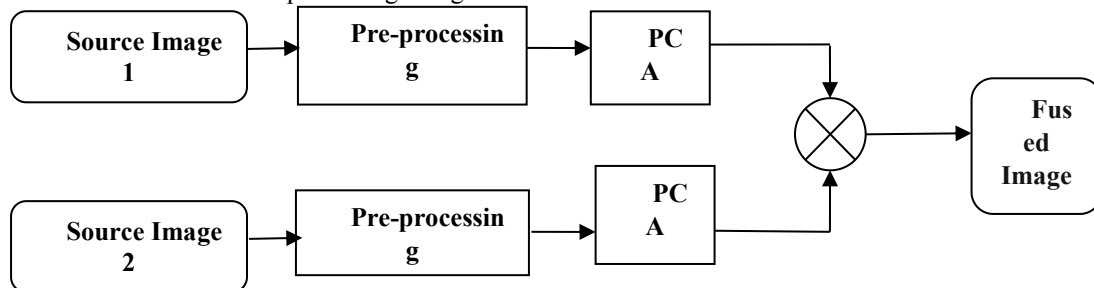 Source Image
1
Pre-processin
g
PC
A
Fus
ed
Image
Source Image
2
Pre-processin
g
PC
A